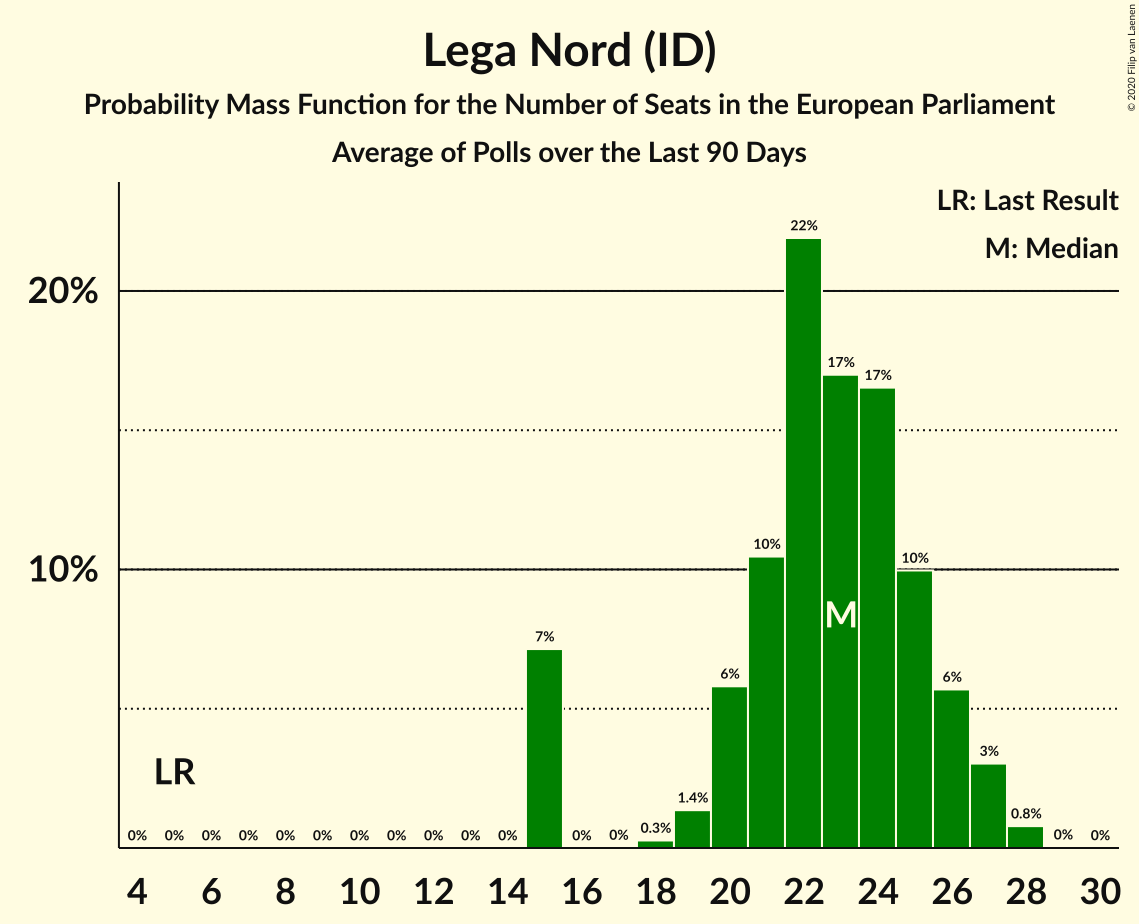 Lega Nord (ID)
Probability Mass Function for the Number of Seats in the European Parliament
Average of Polls over the Last 90 Days
© 2020 Filip van Laenen
LR: Last Result
M: Median
20%
10%
LR
M
0% 0% 0% 0% 0% 0% 0% 0% 0% 0% 0% 7% 0% 0% 0.3% 1.4% 6% 10% 22% 17% 17% 10% 6% 3% 0.8% 0% 0%
4 6 8 10 12 14 16 18 20 22 24 26 28 30